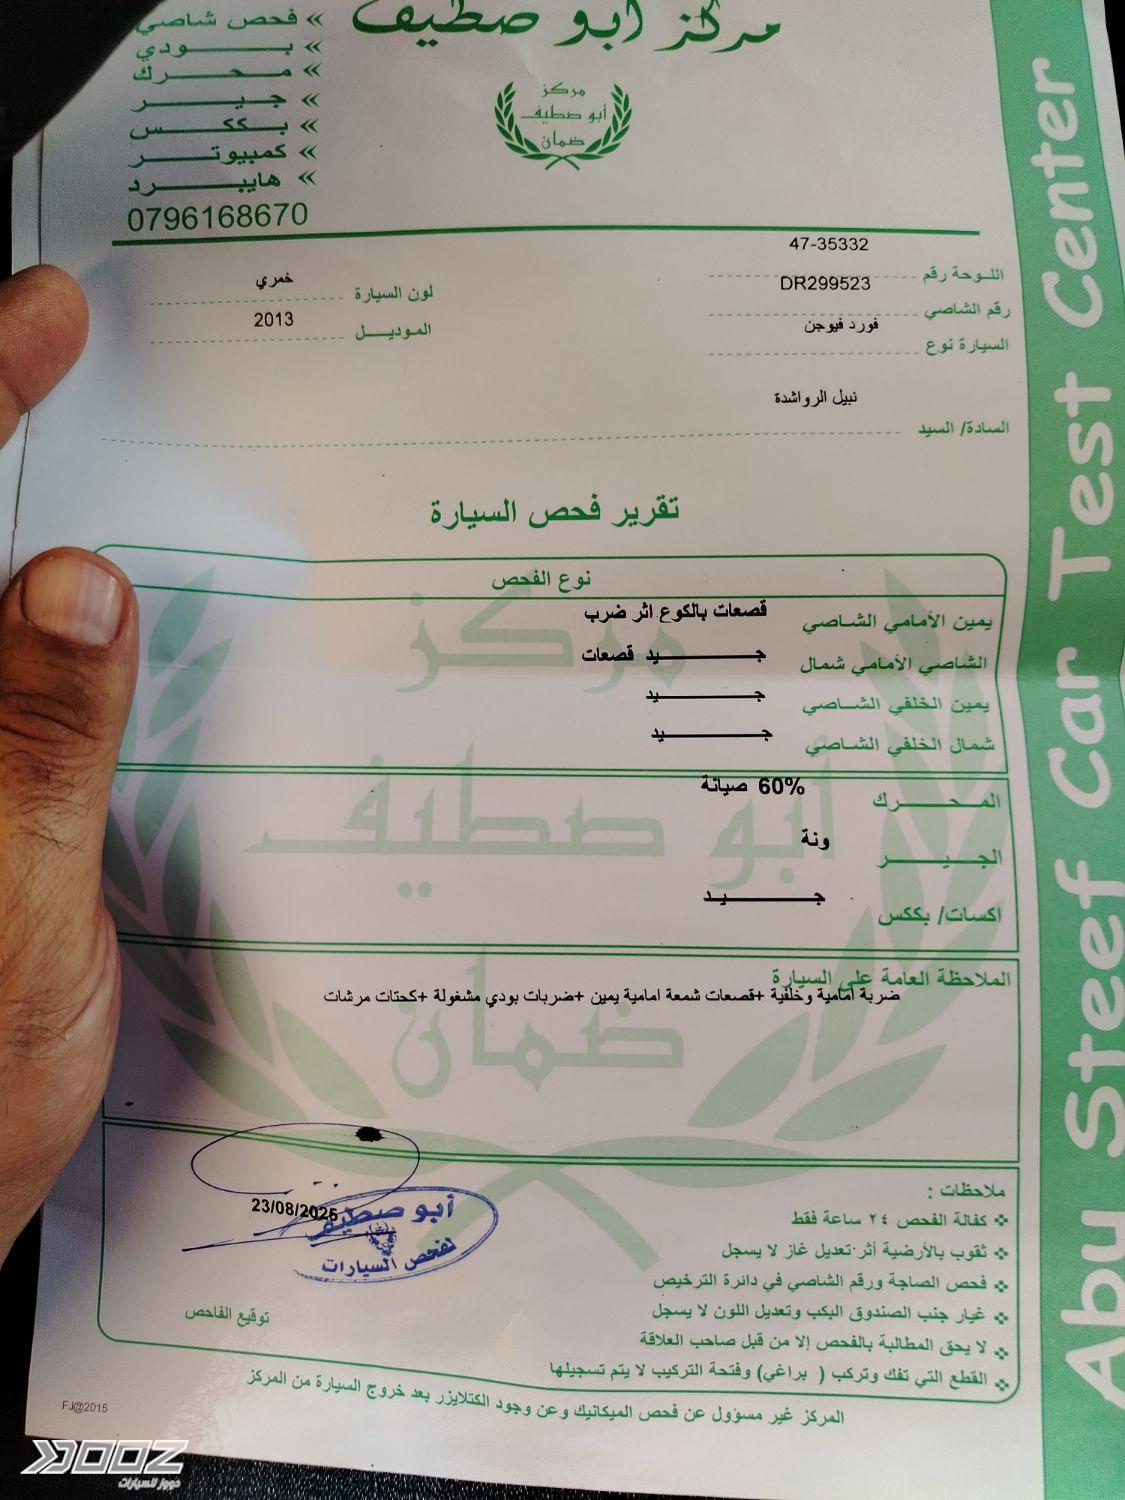 مركز أبو صطيف
« فحص شاصي
« بودي
« محرك
« جير
« بكس
« كمبيوتر
« هايبرد
0796168670
مركز
أبو صطيف
ضمان
Abu Steef Car Test Center
اللوحة رقم 47-35332
رقم الشاصي DR299523
لون السيارة خمري
السيارة نوع فورد فيوجن
الموديل 2013
السادة/ السيد نبيل الرواشدة
تقرير فحص السيارة
نوع الفحص
يمين الأمامي الشاصي قصعات بالكوع اثر ضرب
الشاصي الأمامي شمال جيد قصعات
يمين الخلفي الشاصي جيد
شمال الخلفي الشاصي جيد
المحرك 60% صيانة
الجير ونة
اكسات/ بكس جيد
الملاحظة العامة على السيارة
ضربة امامية وخلفية +قصعات شمعة امامية يمين +ضربات بودي مشغولة +كحتات مرشات
مركز
أبو صطيف
ضمان
ملاحظات :
كفالة الفحص ٢٤ ساعة فقط
ثقوب بالأرضية أثر تعديل غاز لا يسجل
فحص الصاجة ورقم الشاصي في دائرة الترخيص
غيار جنب الصندوق البكب وتعديل اللون لا يسجل
لا يحق المطالبة بالفحص إلا من قبل صاحب العلاقة
القطع التي تفك وتركب ( براغي) وفتحة التركيب لا يتم تسجيلها
23/08/2025
أبو صطيف
لفحص السيارات
توقيع الفاحص
المركز غير مسؤول عن فحص الميكانيك وعن وجود الكتلايزر بعد خروج السيارة من المركز
FJ@2015
DOOZ
دووز للسيارات